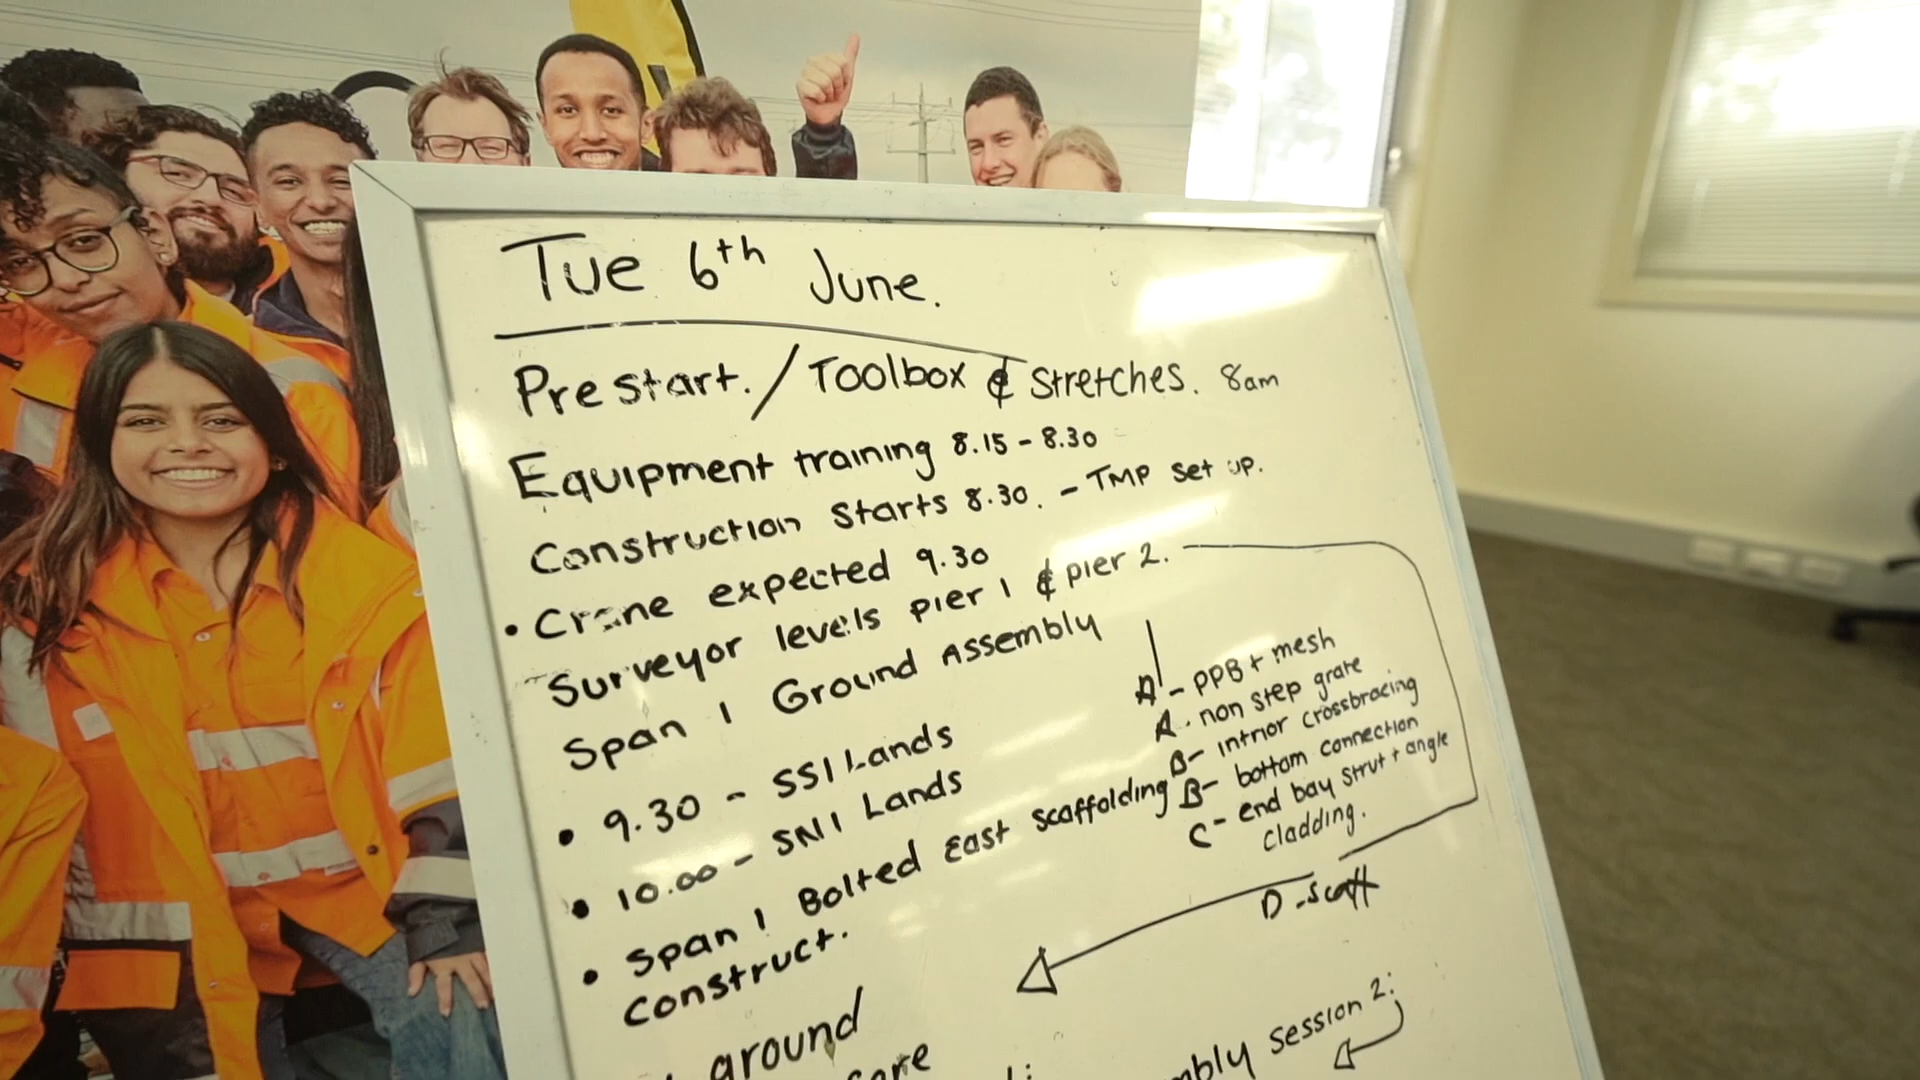 Tue 6th June.
Prestart. / Toolbox & stretches. 8am
Equipment training 8.15 - 8.30
Construction Starts 8.30. - TMP set up.
• Crane expected 9.30
Surveyor levels pier 1 & pier 2.
Span 1 Ground Assembly
• 9.30 - SS1 Lands
• 10.00 - SN1 Lands
• Span 1 Bolted East scaffolding
construct.
A - PPB + mesh
A - non step grate
B - intnor crossbracing
B - bottom connection
C - end bay strut + angle
cladding.
D - scaff
ground
session 2: